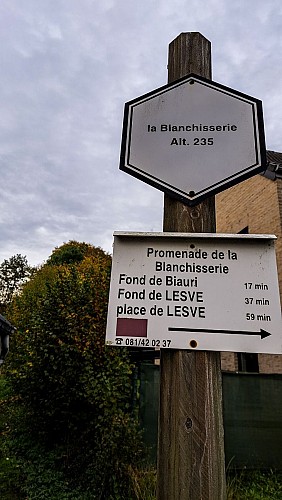 la Blanchisserie
Alt. 235
Promenade de la
Blanchisserie
Fond de Biauri 17 min
Fond de LESVE 37 min
place de LESVE 59 min
☎ 081/42 02 37